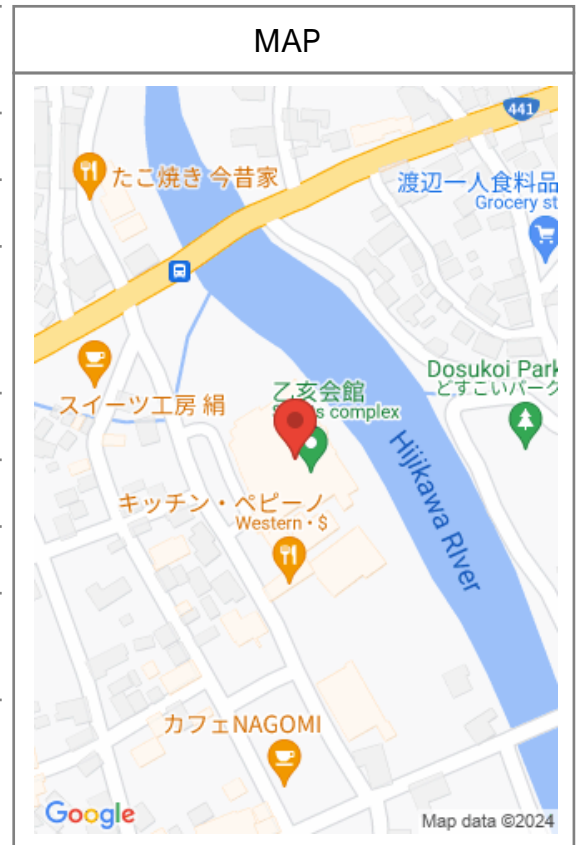 MAP
441
たこ焼き 今昔家
渡辺一人食料品
Grocery st
Dosukoi Park
どすこいパーク
乙亥会館
complex
スイーツ工房 絹
Hijikawa RIver
キッチン・ペピーノ
Western・$
カフェNAGOMI
Google
Map data ©2024